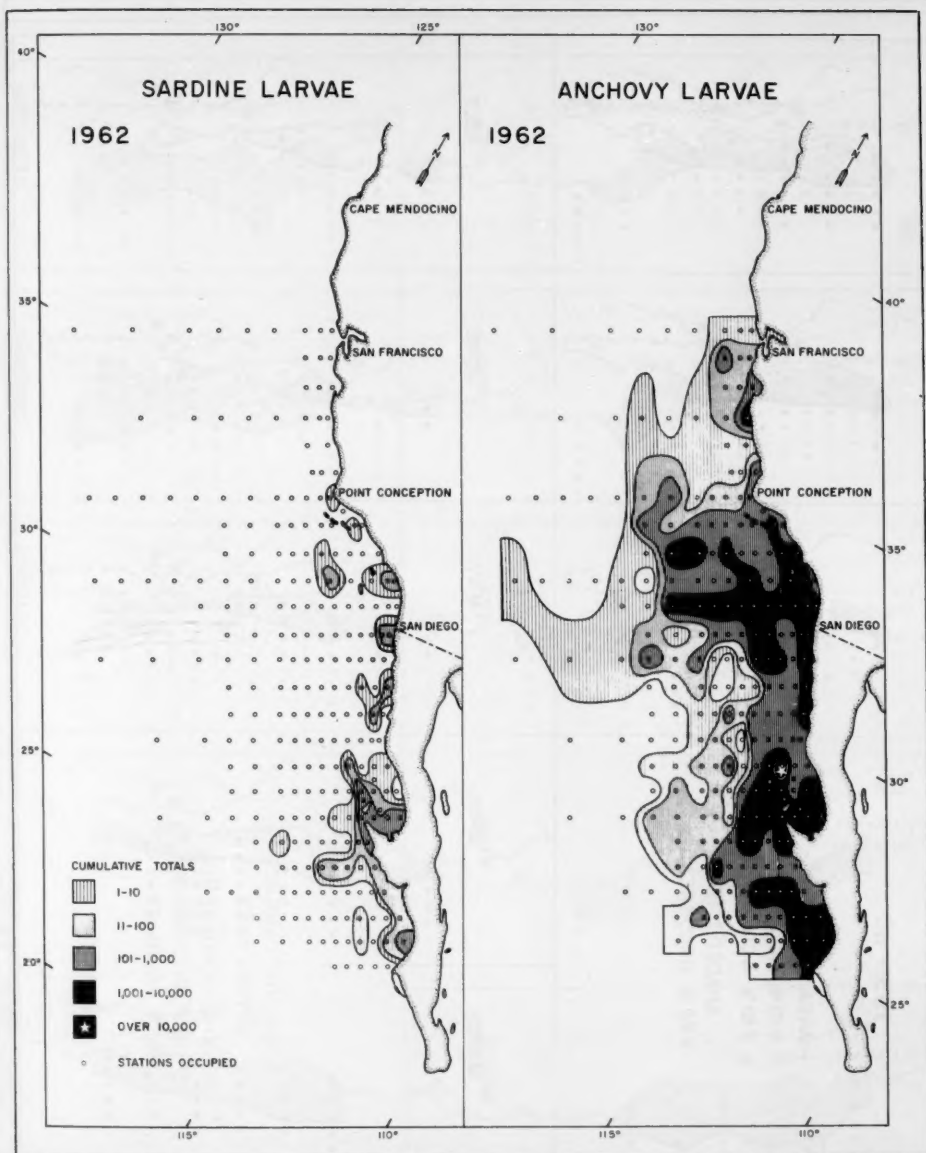 130°
125°
130°
40°
SARDINE LARVAE
ANCHOVY LARVAE
1962
1962
N
N
CAPE MENDOCINO
CAPE MENDOCINO
35°
40°
SAN FRANCISCO
SAN FRANCISCO
POINT CONCEPTION
POINT CONCEPTION
30°
35°
SAN DIEGO
SAN DIEGO
25°
30°
CUMULATIVE TOTALS
1-10
11-100
101-1,000
1,001-10,000
OVER 10,000
STATIONS OCCUPIED
20°
25°
115°
110°
115°
110°